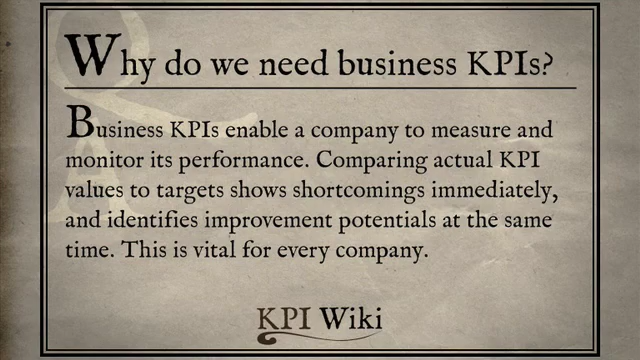 Why do we need business KPIs?
Business KPIs enable a company to measure and
monitor its performance. Comparing actual KPI
values to targets shows shortcomings immediately,
and identifies improvement potentials at the same
time. This is vital for every company.
KPI Wiki